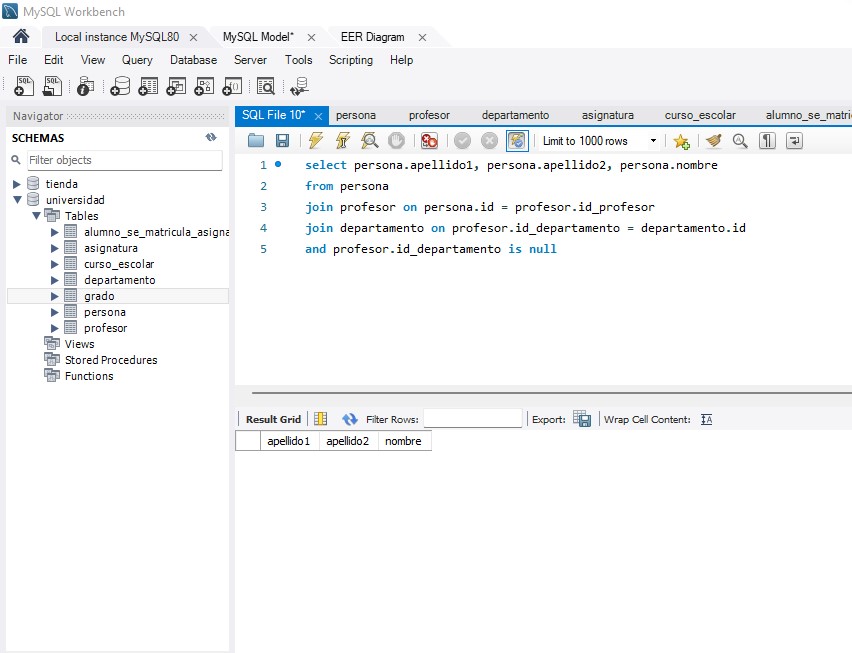 MySQL Workbench
Local instance MySQL80 MySQL Model* EER Diagram
File Edit View Query Database Server Tools Scripting Help
Navigator
SCHEMAS
Filter objects
tienda
universidad
Tables
alumno_se_matricula_asigna
asignatura
curso_escolar
departamento
grado
persona
profesor
Views
Stored Procedures
Functions
SQL File 10* persona profesor departamento asignatura curso_escolar alumno_se_matri
Limit to 1000 rows
1 select persona.apellido1, persona.apellido2, persona.nombre
2 from persona
3 join profesor on persona.id = profesor.id_profesor
4 join departamento on profesor.id_departamento = departamento.id
5 and profesor.id_departamento is null
Result Grid Filter Rows: Export: Wrap Cell Content:
apellido1 apellido2 nombre